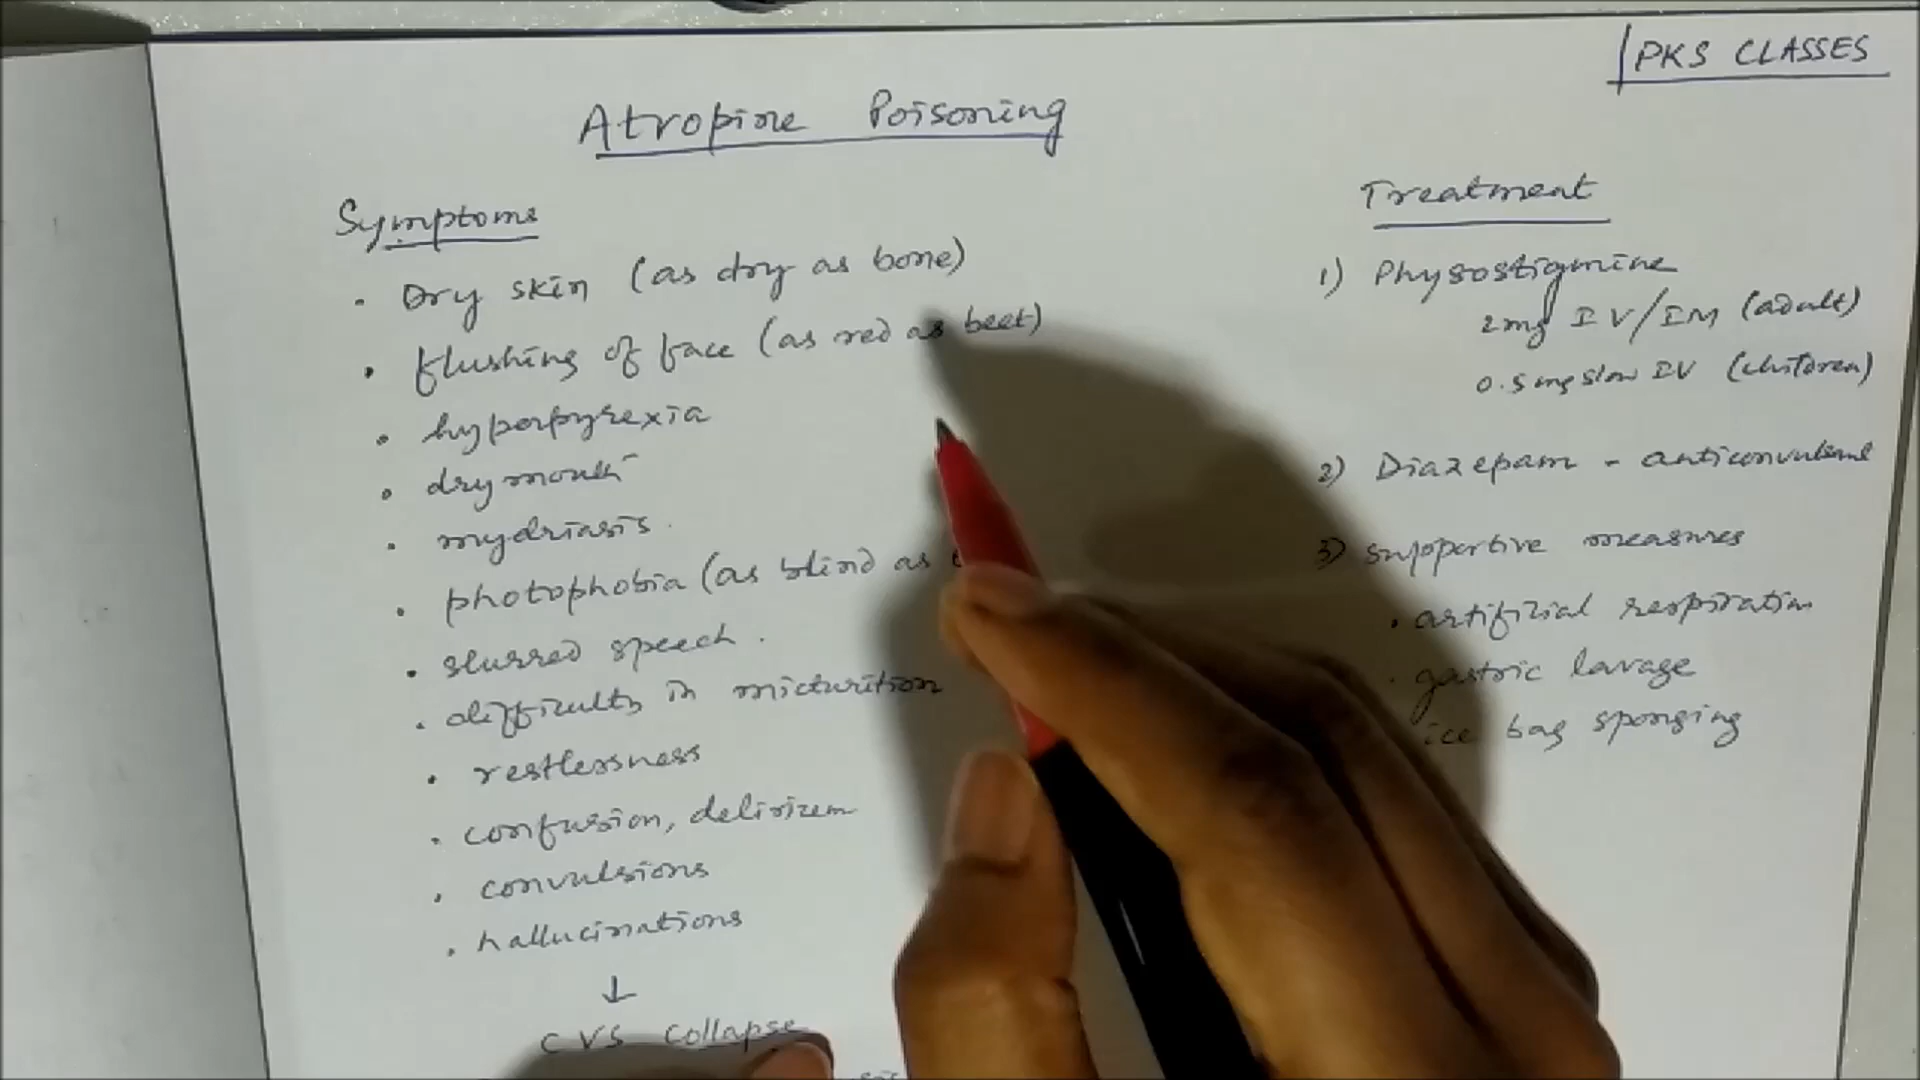 PKS CLASSES
Atropine Poisoning
Symptoms
• Dry skin (as dry as bone)
• flushing of face (as red as beet)
• hyperpyrexia
• dry mouth
• mydriasis.
• photophobia (as blind as
• slurred speech.
• difficulty in micturition
• restlessness
• confusion, delirium
• convulsions
• hallucinations
↓
CVS collapse
Treatment
1) Physostigmine
2mg IV/IM (adult)
0.5 mg slow IV (children)
2) Diazepam - anticonvulsant
3) supportive measures
• artificial respiration
• gastric lavage
ice bag sponging